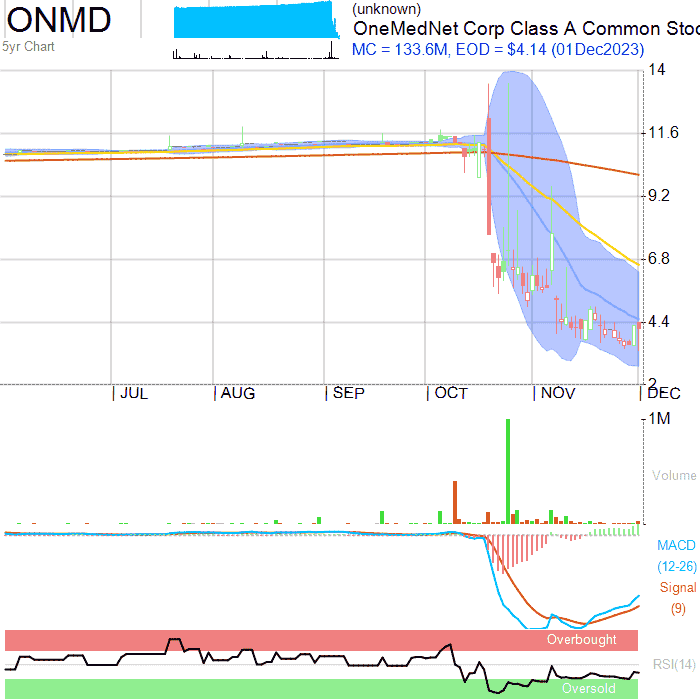 ONMD
5yr Chart
(unknown)
OneMedNet Corp Class A Common Stoc
MC = 133.6M, EOD = $4.14 (01Dec2023)
14
11.6
9.2
6.8
4.4
2
JUL AUG SEP OCT NOV DEC
1M
Volume
MACD
(12-26)
Signal
(9)
Overbought
RSI(14)
Oversold